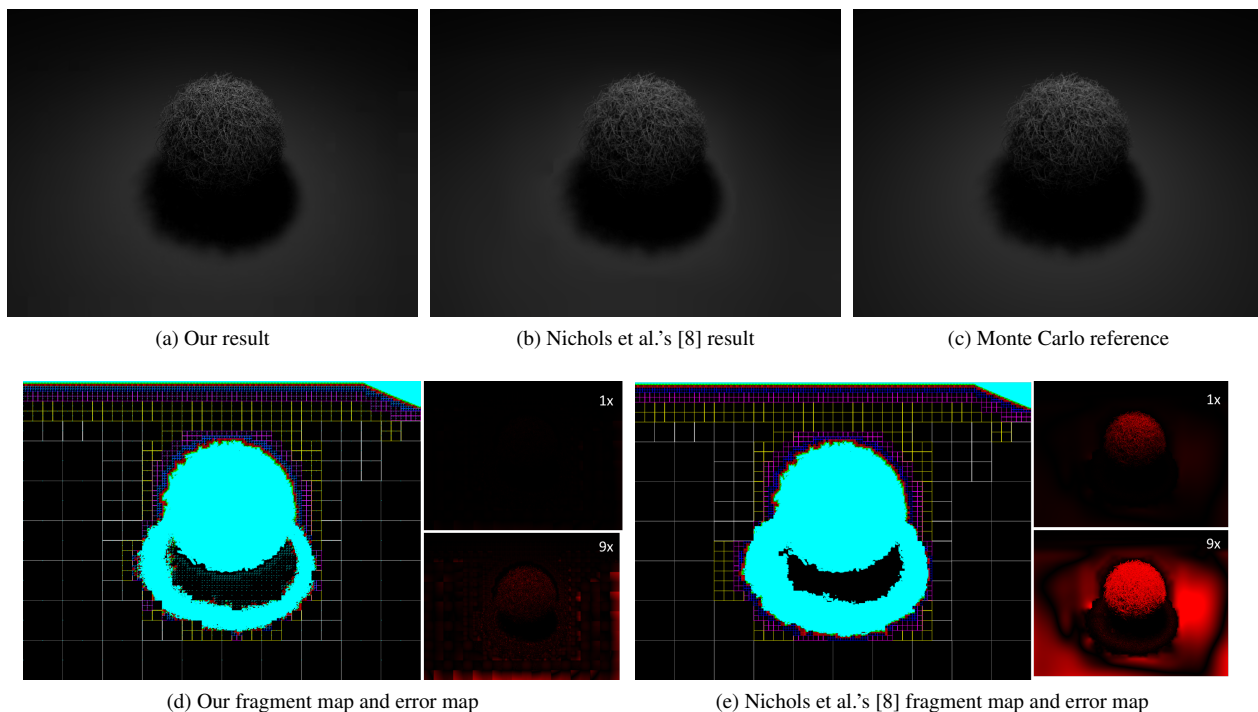 (a) Our result
(b) Nichols et al.'s [8] result
(c) Monte Carlo reference
1x
9x
1x
9x
(d) Our fragment map and error map
(e) Nichols et al.'s [8] fragment map and error map